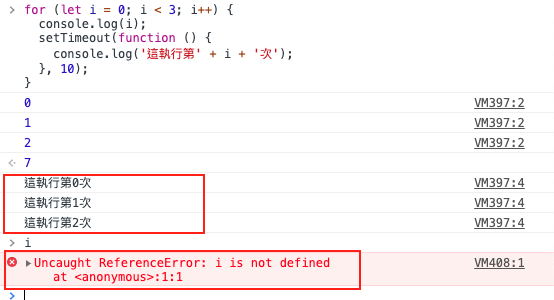 for (let i = 0; i < 3; i++) {
console.log(i);
setTimeout(function () {
console.log('這執行第' + i + '次');
}, 10);
}
0 VM397:2
1 VM397:2
2 VM397:2
7
這執行第0次 VM397:4
這執行第1次 VM397:4
這執行第2次 VM397:4
i
Uncaught ReferenceError: i is not defined VM408:1
at <anonymous>:1:1